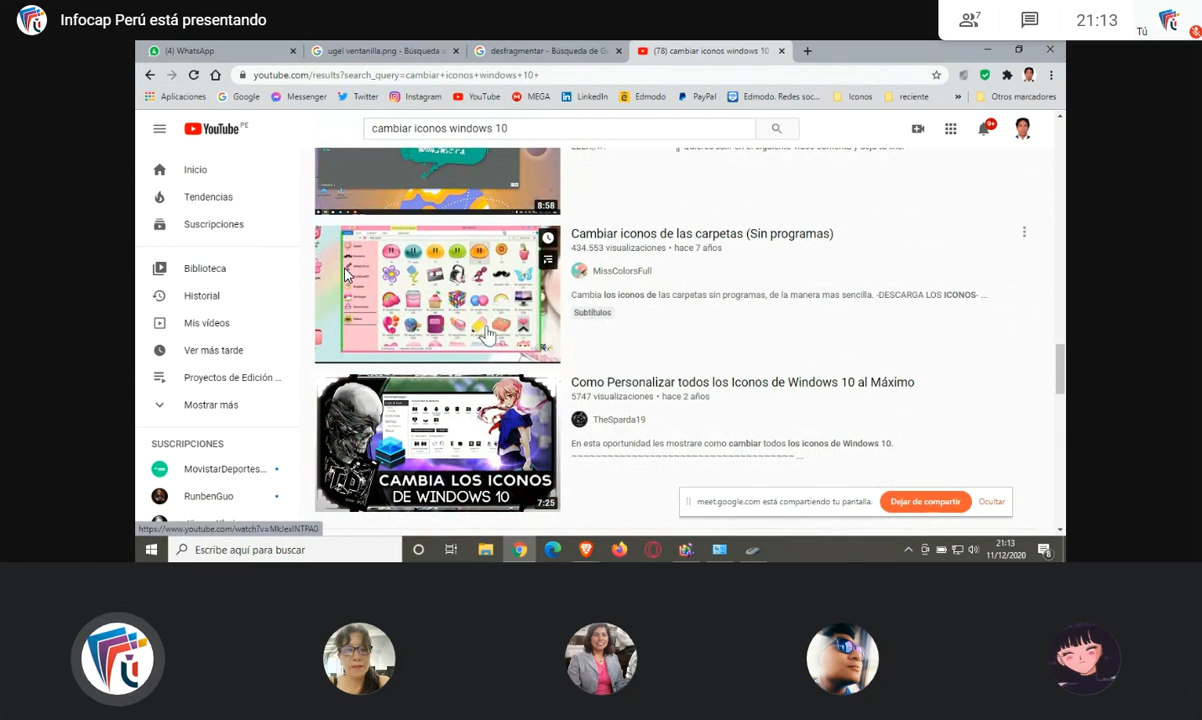 Infocap Perú está presentando
7
21:13
Tú
(4) WhatsApp
ugel ventanilla.png - Búsqueda d
desfragmentar - Búsqueda de Go
(78) cambiar iconos windows 10
youtube.com/results?search_query=cambiar+iconos+windows+10+
Aplicaciones
Google
Messenger
Twitter
Instagram
YouTube
MEGA
LinkedIn
Edmodo
PayPal
Edmodo. Redes soc...
Iconos
reciente
»
Otros marcadores
YouTube PE
cambiar iconos windows 10
9+
Inicio
Tendencias
Suscripciones
Biblioteca
Historial
Mis vídeos
Ver más tarde
Proyectos de Edición ...
Mostrar más
SUSCRIPCIONES
MovistarDeportes...
RunbenGuo
8:58
Cambiar iconos de las carpetas (Sin programas)
434.553 visualizaciones • hace 7 años
MissColorsFull
Cambia los iconos de las carpetas sin programas, de la manera mas sencilla. -DESCARGA LOS ICONOS- ...
Subtítulos
CAMBIA LOS ICONOS
DE WINDOWS 10
7:25
Como Personalizar todos los Iconos de Windows 10 al Máximo
5747 visualizaciones • hace 2 años
TheSparda19
En esta oportunidad les mostrare como cambiar todos los iconos de Windows 10.
meet.google.com está compartiendo tu pantalla.
Dejar de compartir
Ocultar
https://www.youtube.com/watch?v=MkJexINTPA0
Escribe aquí para buscar
21:13
11/12/2020
8